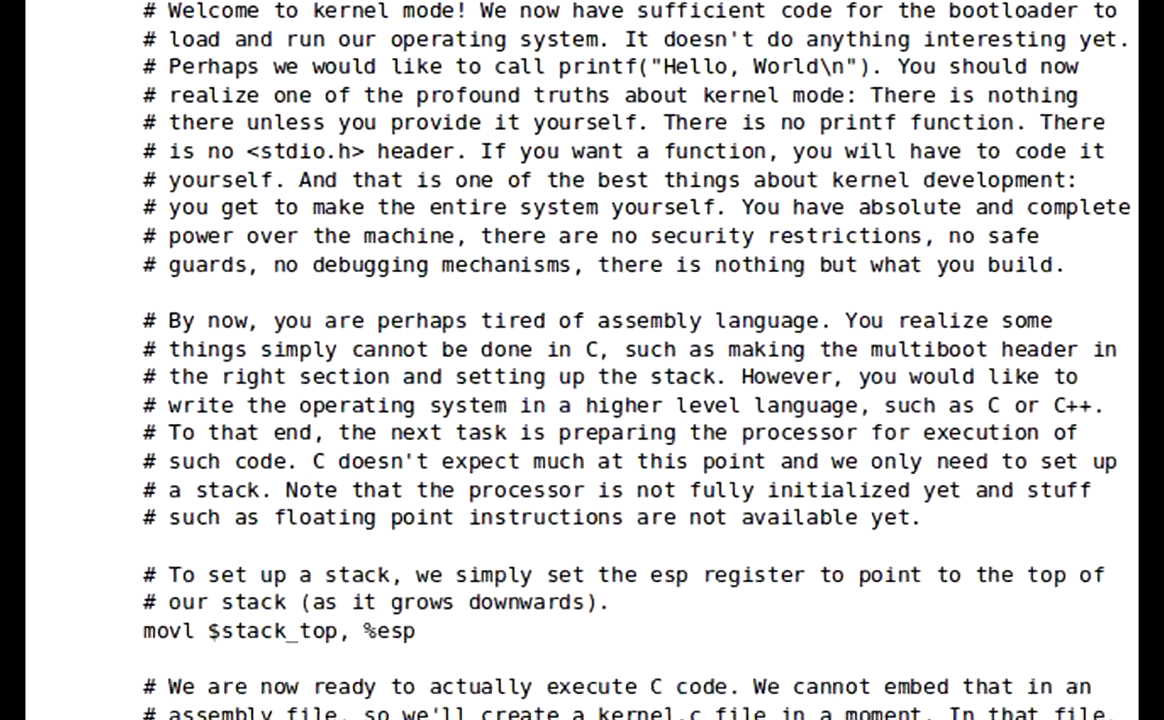 # Welcome to kernel mode! We now have sufficient code for the bootloader to
# load and run our operating system. It doesn't do anything interesting yet.
# Perhaps we would like to call printf("Hello, World\n"). You should now
# realize one of the profound truths about kernel mode: There is nothing
# there unless you provide it yourself. There is no printf function. There
# is no <stdio.h> header. If you want a function, you will have to code it
# yourself. And that is one of the best things about kernel development:
# you get to make the entire system yourself. You have absolute and complete
# power over the machine, there are no security restrictions, no safe
# guards, no debugging mechanisms, there is nothing but what you build.
# By now, you are perhaps tired of assembly language. You realize some
# things simply cannot be done in C, such as making the multiboot header in
# the right section and setting up the stack. However, you would like to
# write the operating system in a higher level language, such as C or C++.
# To that end, the next task is preparing the processor for execution of
# such code. C doesn't expect much at this point and we only need to set up
# a stack. Note that the processor is not fully initialized yet and stuff
# such as floating point instructions are not available yet.
# To set up a stack, we simply set the esp register to point to the top of
# our stack (as it grows downwards).
movl $stack_top, %esp
# We are now ready to actually execute C code. We cannot embed that in an
# assembly file, so we'll create a kernel.c file in a moment. In that file,